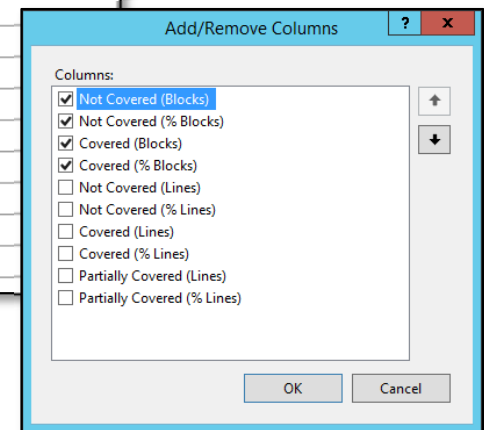 Add/Remove Columns
? x
Columns:
Not Covered (Blocks)
Not Covered (% Blocks)
Covered (Blocks)
Covered (% Blocks)
Not Covered (Lines)
Not Covered (% Lines)
Covered (Lines)
Covered (% Lines)
Partially Covered (Lines)
Partially Covered (% Lines)
OK Cancel